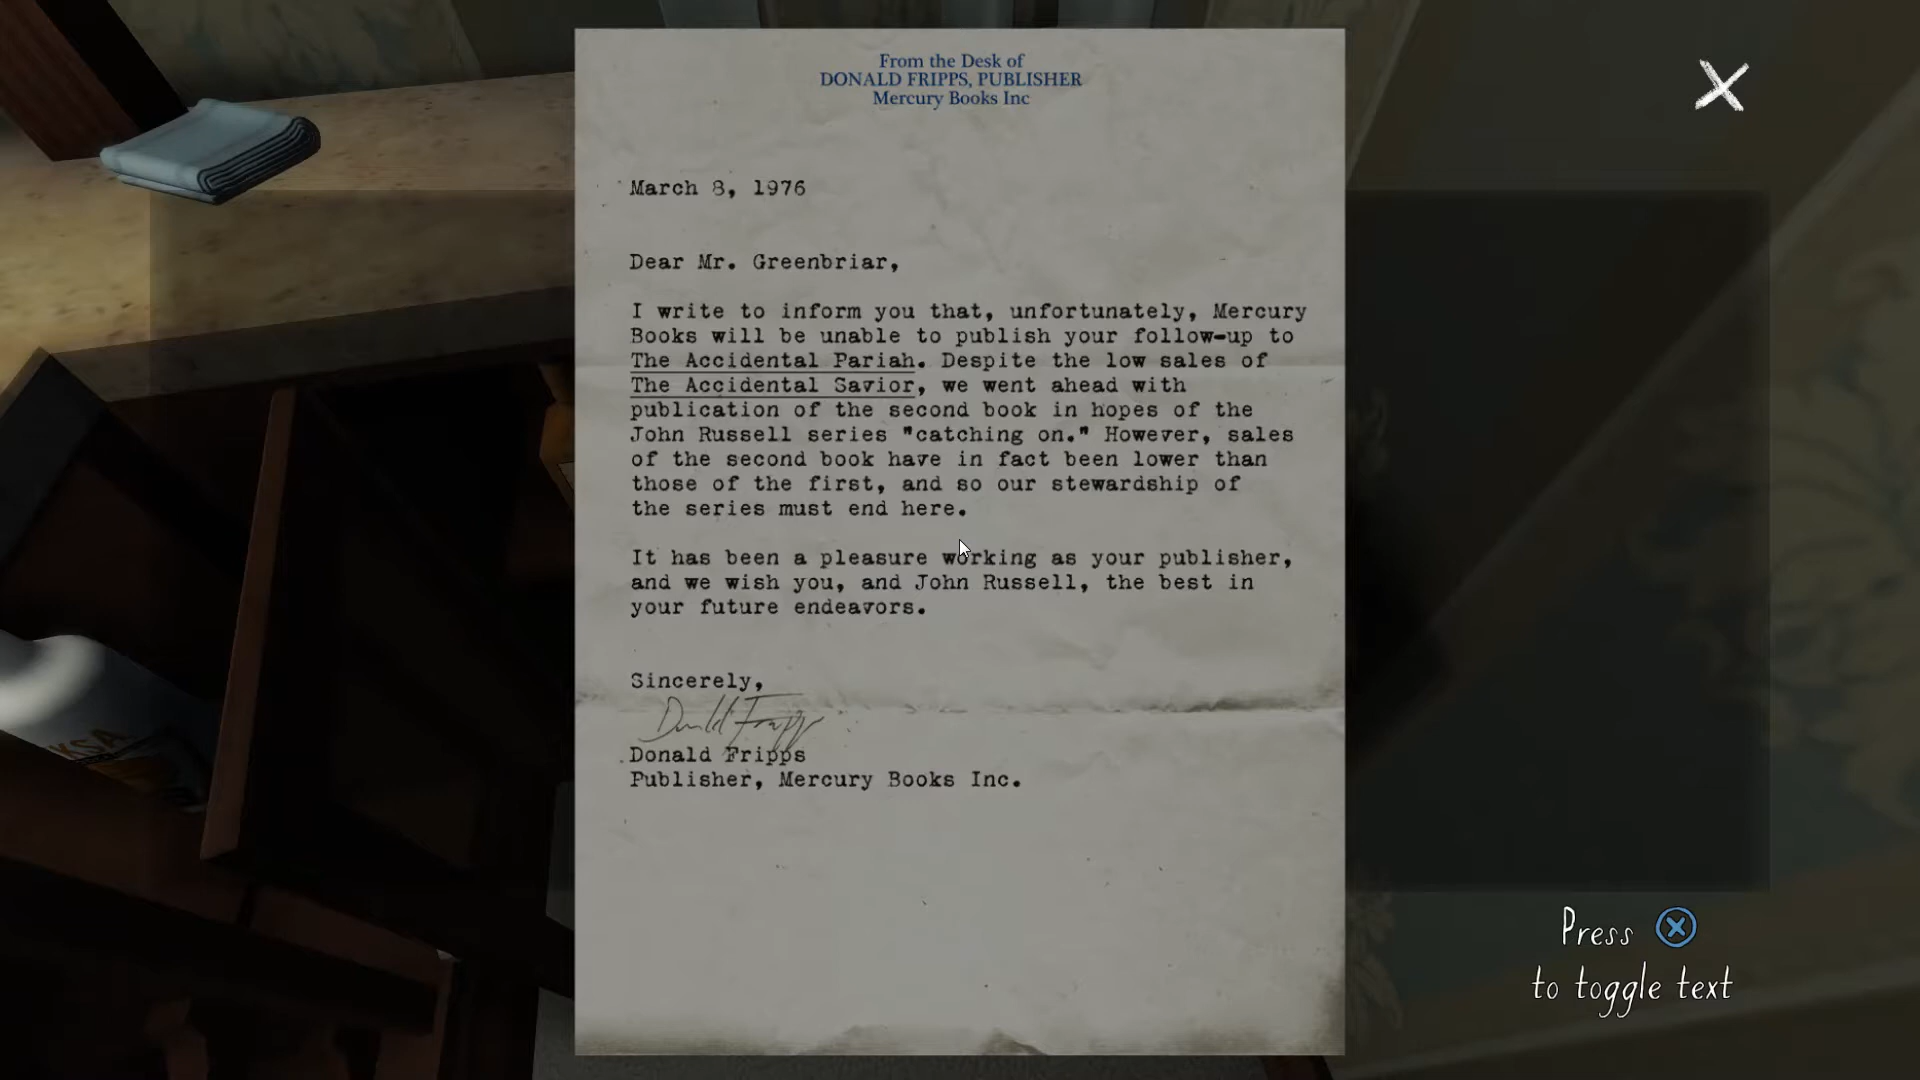 From the Desk of
DONALD FRIPPS, PUBLISHER
Mercury Books Inc
March 8, 1976
Dear Mr. Greenbriar,
I write to inform you that, unfortunately, Mercury
Books will be unable to publish your follow-up to
The Accidental Pariah. Despite the low sales of
The Accidental Savior, we went ahead with
publication of the second book in hopes of the
John Russell series "catching on." However, sales
of the second book have in fact been lower than
those of the first, and so our stewardship of
the series must end here.
It has been a pleasure working as your publisher,
and we wish you, and John Russell, the best in
your future endeavors.
Sincerely,
Donald Fripps
Donald Fripps
Publisher, Mercury Books Inc.
Press
to toggle text